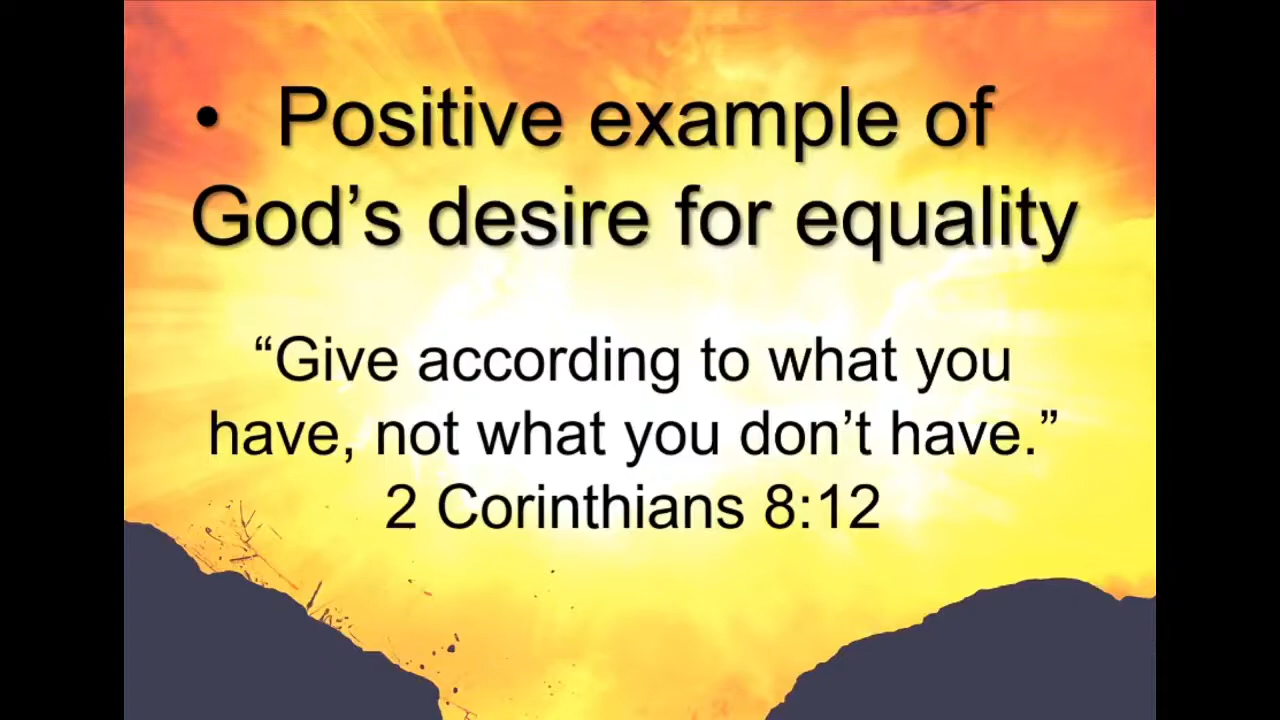 • Positive example of
God’s desire for equality
“Give according to what you
have, not what you don’t have.”
2 Corinthians 8:12